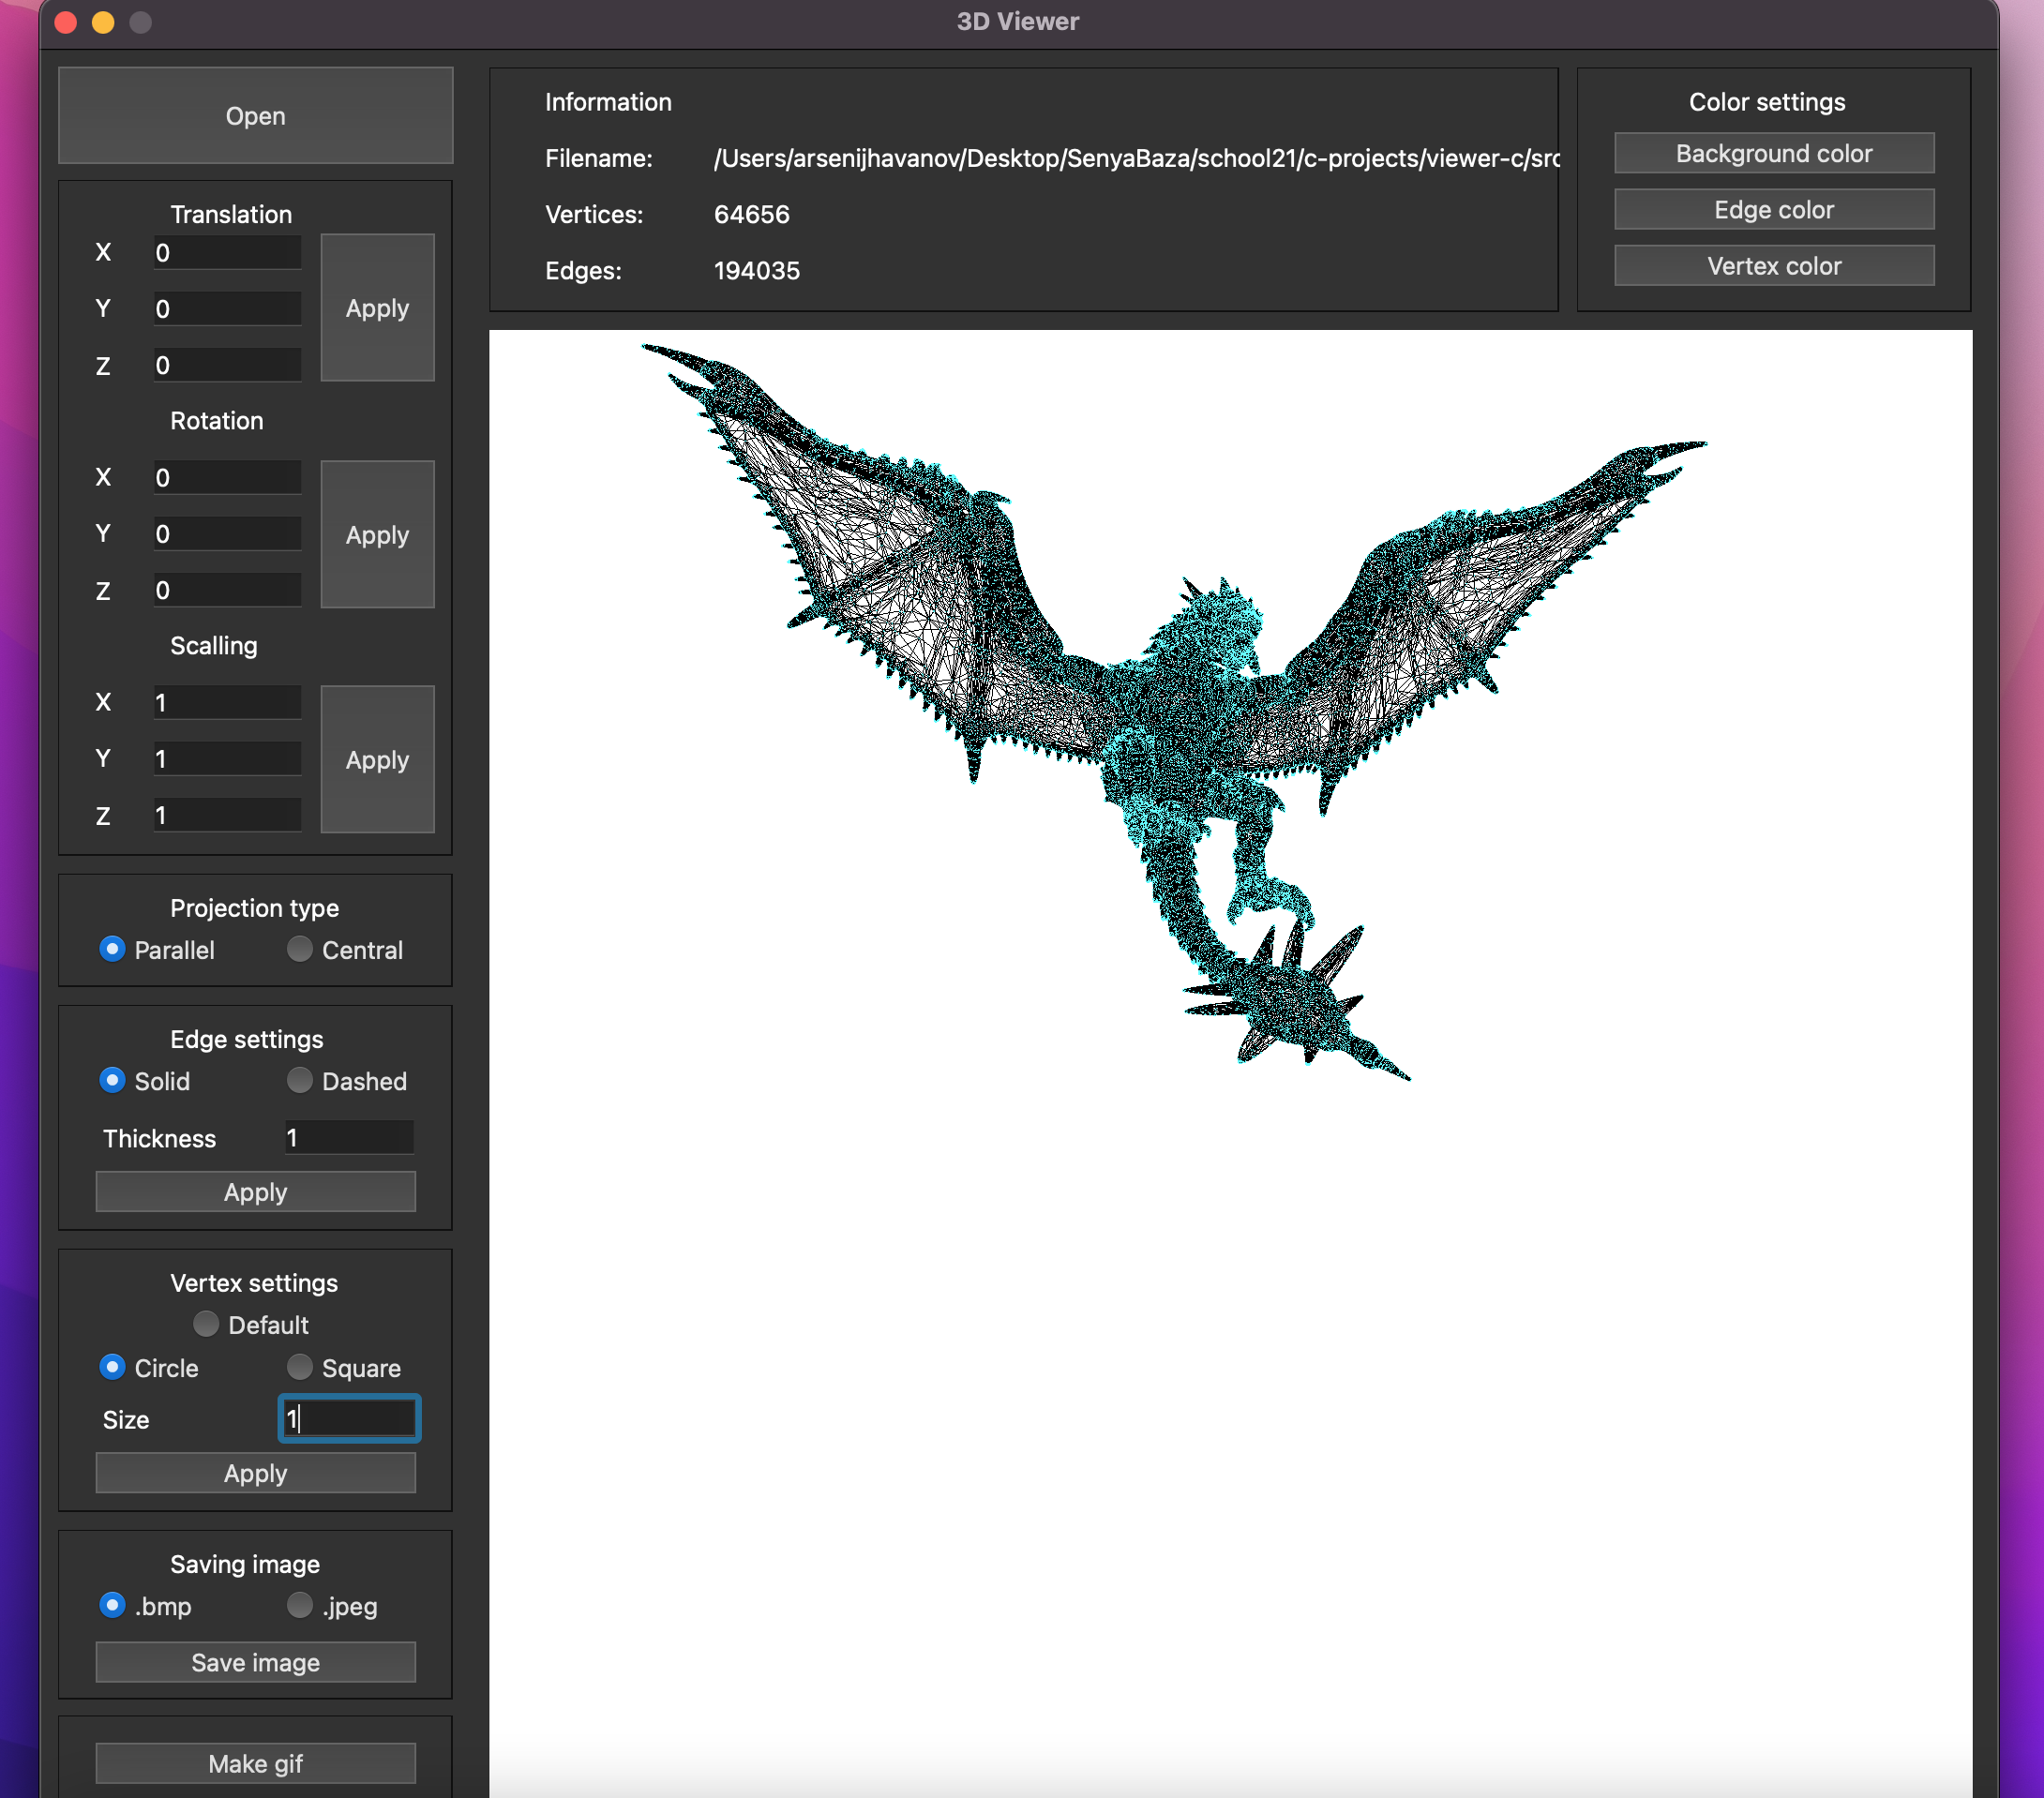 3D Viewer
Open
Translation
X 0
Y 0
Z 0
Apply
Rotation
X 0
Y 0
Z 0
Apply
Scalling
X 1
Y 1
Z 1
Apply
Projection type
Parallel Central
Edge settings
Solid Dashed
Thickness 1
Apply
Vertex settings
Default
Circle Square
Size 1
Apply
Saving image
.bmp .jpeg
Save image
Make gif
Information
Filename: /Users/arsenijhavanov/Desktop/SenyaBaza/school21/c-projects/viewer-c/src
Vertices: 64656
Edges: 194035
Color settings
Background color
Edge color
Vertex color